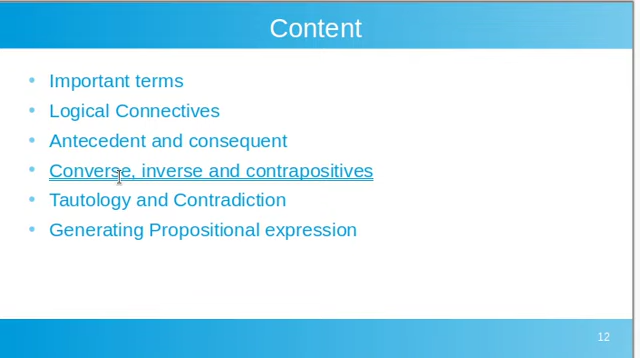 Content
• Important terms
• Logical Connectives
• Antecedent and consequent
• Converse, inverse and contrapositives
• Tautology and Contradiction
• Generating Propositional expression
12